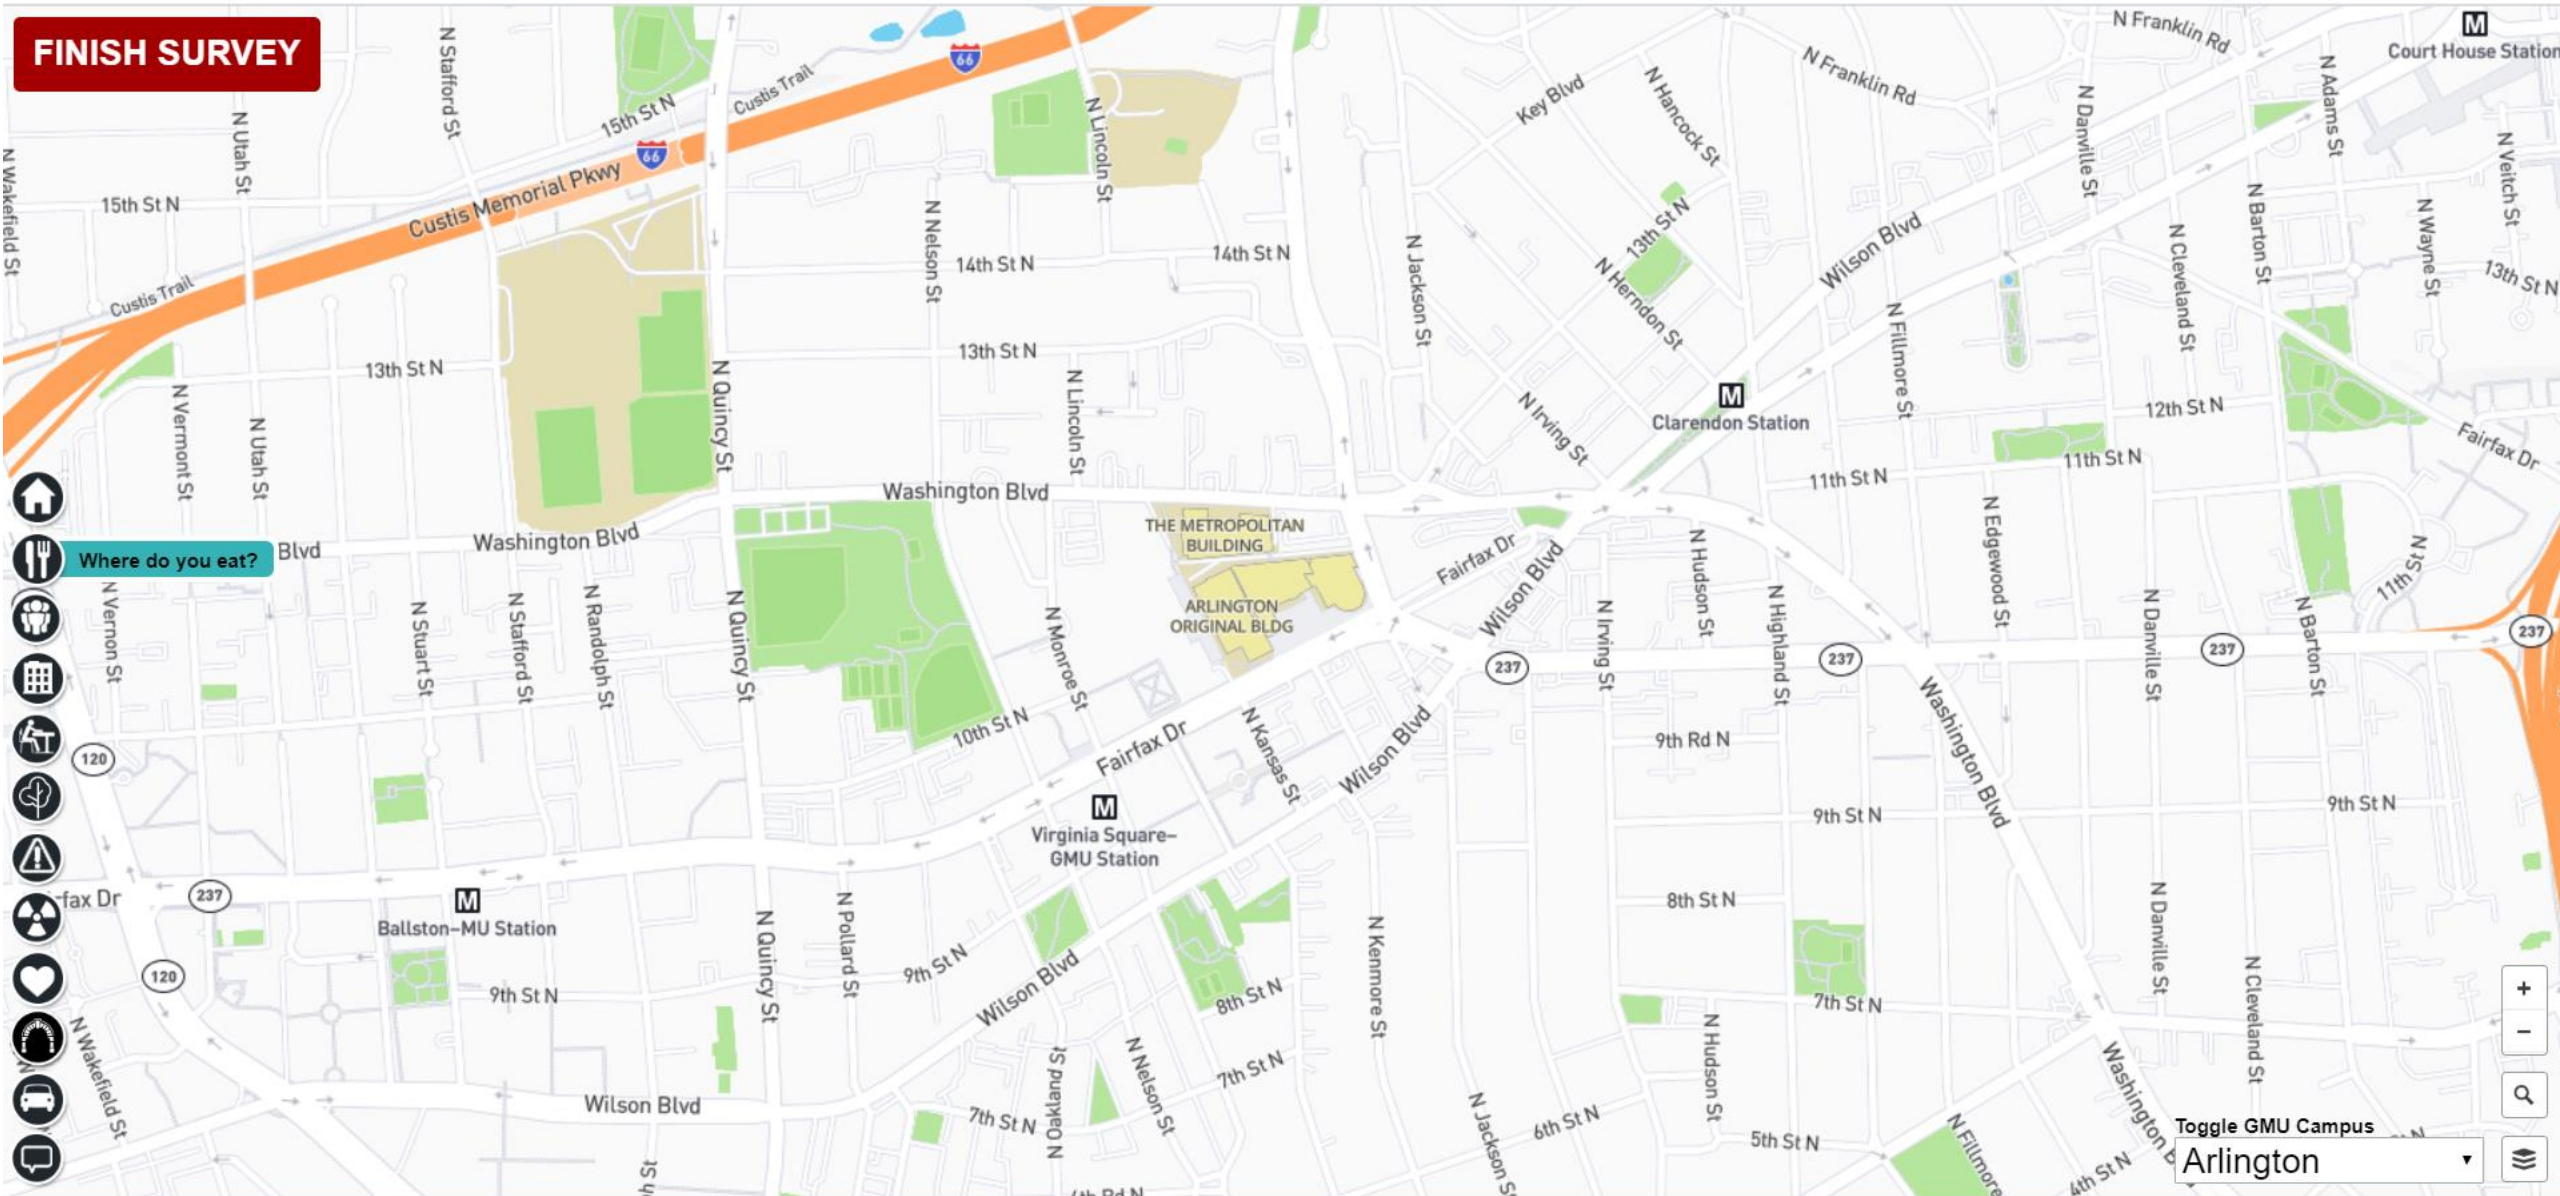 FINISH SURVEY
N Franklin Rd
M
Court House Station
66
Custis Trail
N Stafford St
N Franklin Rd
Key Blvd
N Hancock St
N Adams St
N Danville St
15th St N
66
N Lincoln St
N Utah St
N Wakefield St
Custis Memorial Pkwy
15th St N
N Veitch St
N Barton St
N Wayne St
N Nelson St
13th St N
Wilson Blvd
N Cleveland St
14th St N
14th St N
N Jackson St
N Herndon St
13th St N
Custis Trail
N Fillmore St
13th St N
13th St N
N Quincy St
N Lincoln St
N Vermont St
N Utah St
N Irving St
M
Clarendon Station
12th St N
Fairfax Dr
11th St N
11th St N
Washington Blvd
N Edgewood St
THE METROPOLITAN
BUILDING
Washington Blvd
Where do you eat?
Blvd
Fairfax Dr
Wilson Blvd
N Hudson St
11th St N
N Vernon St
N Stuart St
N Stafford St
N Randolph St
N Quincy St
N Monroe St
ARLINGTON
ORIGINAL BLDG
N Irving St
N Highland St
N Danville St
N Barton St
237
237
237
237
10th St N
N Kansas St
Fairfax Dr
Wilson Blvd
9th Rd N
Washington Blvd
120
M
Virginia Square–
GMU Station
9th St N
9th St N
237
fax Dr
M
Ballston–MU Station
N Quincy St
N Pollard St
N Kenmore St
8th St N
N Danville St
120
9th St N
9th St N
Wilson Blvd
8th St N
7th St N
N Cleveland St
+
−
N Wakefield St
N Oakland St
N Nelson St
7th St N
N Hudson St
Washington B
Wilson Blvd
7th St N
N Jackson St
6th St N
5th St N
N Fillmore
4th St N
Toggle GMU Campus
Arlington